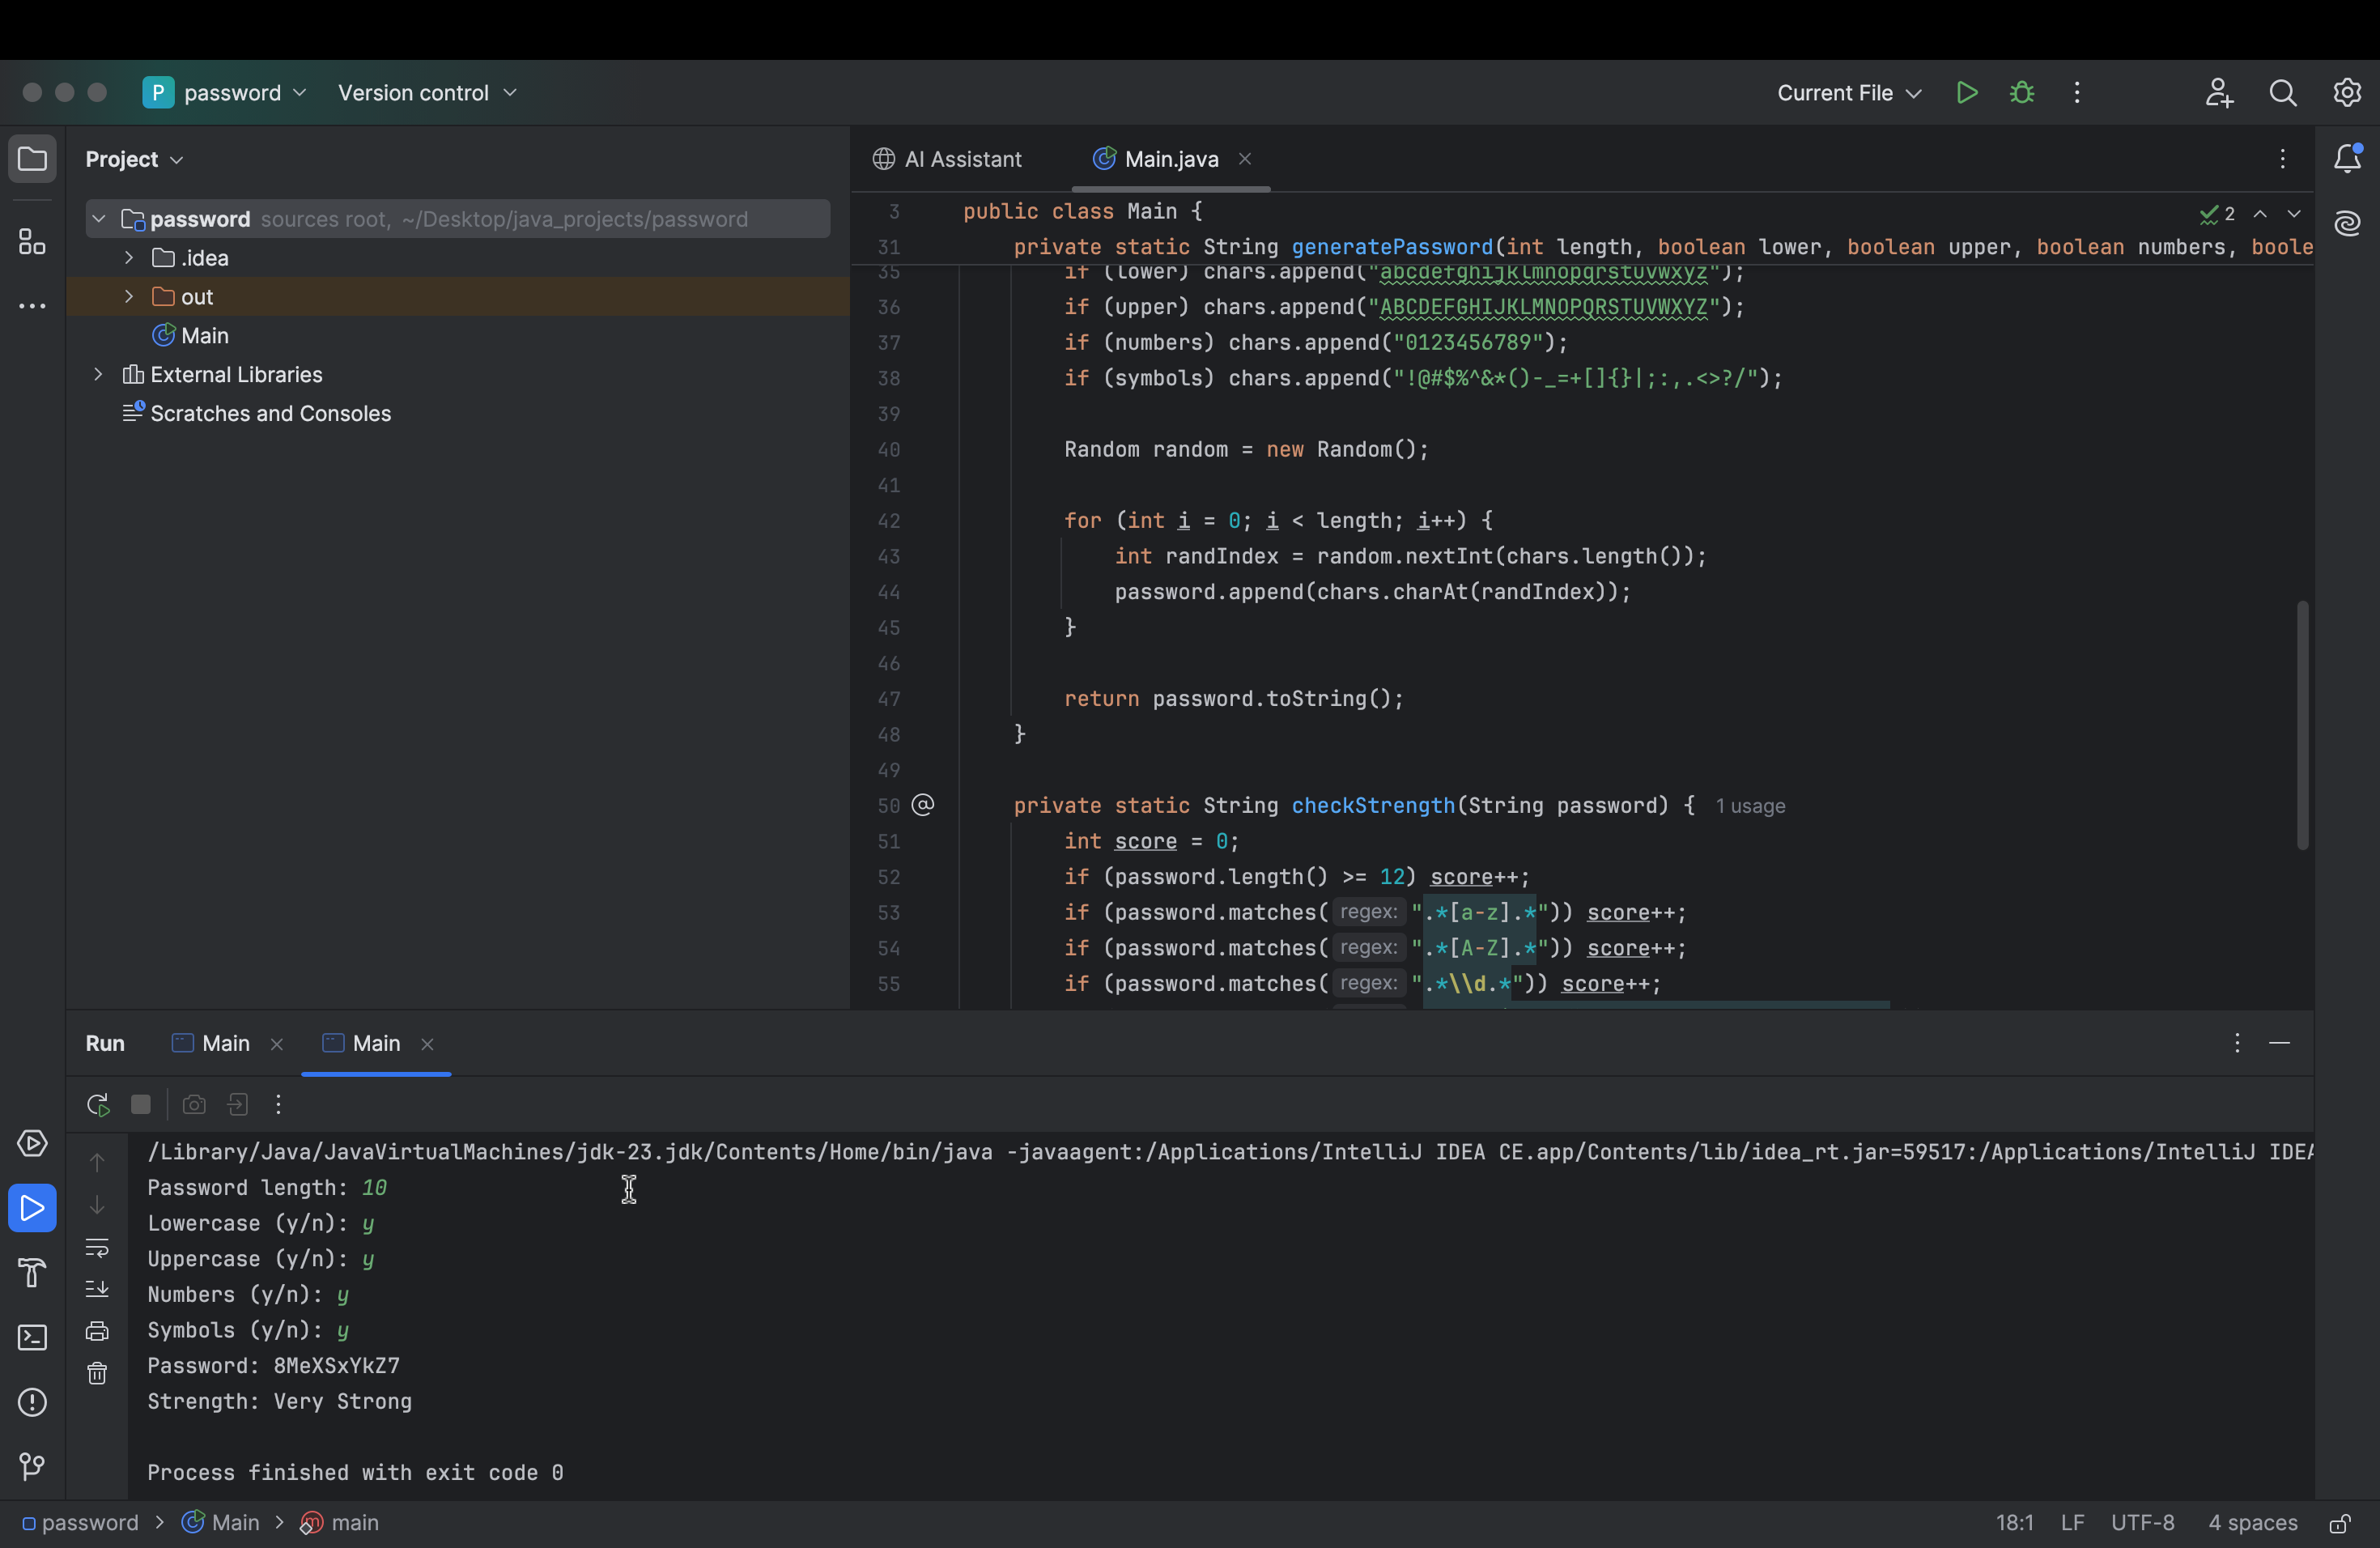 P password Version control Current File
Project
password sources root, ~/Desktop/java_projects/password
.idea
out
Main
External Libraries
Scratches and Consoles
AI Assistant Main.java
3 public class Main { 2
31 private static String generatePassword(int length, boolean lower, boolean upper, boolean numbers, boole
35 if (lower) chars.append("abcdefghijklmnopqrstuvwxyz");
36 if (upper) chars.append("ABCDEFGHIJKLMNOPQRSTUVWXYZ");
37 if (numbers) chars.append("0123456789");
38 if (symbols) chars.append("!@#$%^&*()-_=+[]{}|;:,.<>?/");
39
40 Random random = new Random();
41
42 for (int i = 0; i < length; i++) {
43 int randIndex = random.nextInt(chars.length());
44 password.append(chars.charAt(randIndex));
45 }
46
47 return password.toString();
48 }
49
50 @ private static String checkStrength(String password) { 1 usage
51 int score = 0;
52 if (password.length() >= 12) score++;
53 if (password.matches( regex: ".*[a-z].*")) score++;
54 if (password.matches( regex: ".*[A-Z].*")) score++;
55 if (password.matches( regex: ".*\\d.*")) score++;
Run Main Main
/Library/Java/JavaVirtualMachines/jdk-23.jdk/Contents/Home/bin/java -javaagent:/Applications/IntelliJ IDEA CE.app/Contents/lib/idea_rt.jar=59517:/Applications/IntelliJ IDEA
Password length: 10
Lowercase (y/n): y
Uppercase (y/n): y
Numbers (y/n): y
Symbols (y/n): y
Password: 8MeXSxYkZ7
Strength: Very Strong
Process finished with exit code 0
password > Main > main 18:1 LF UTF-8 4 spaces